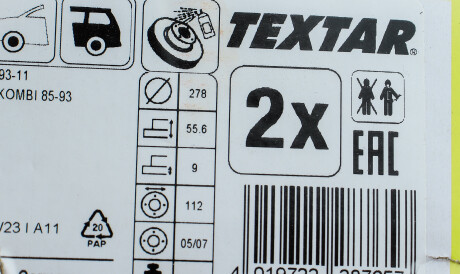 TEXTAR®
93-11
KOMBI 85-93
278
2x
55.6
9
EAC
112
/23 I A11
20
PAP
05/07